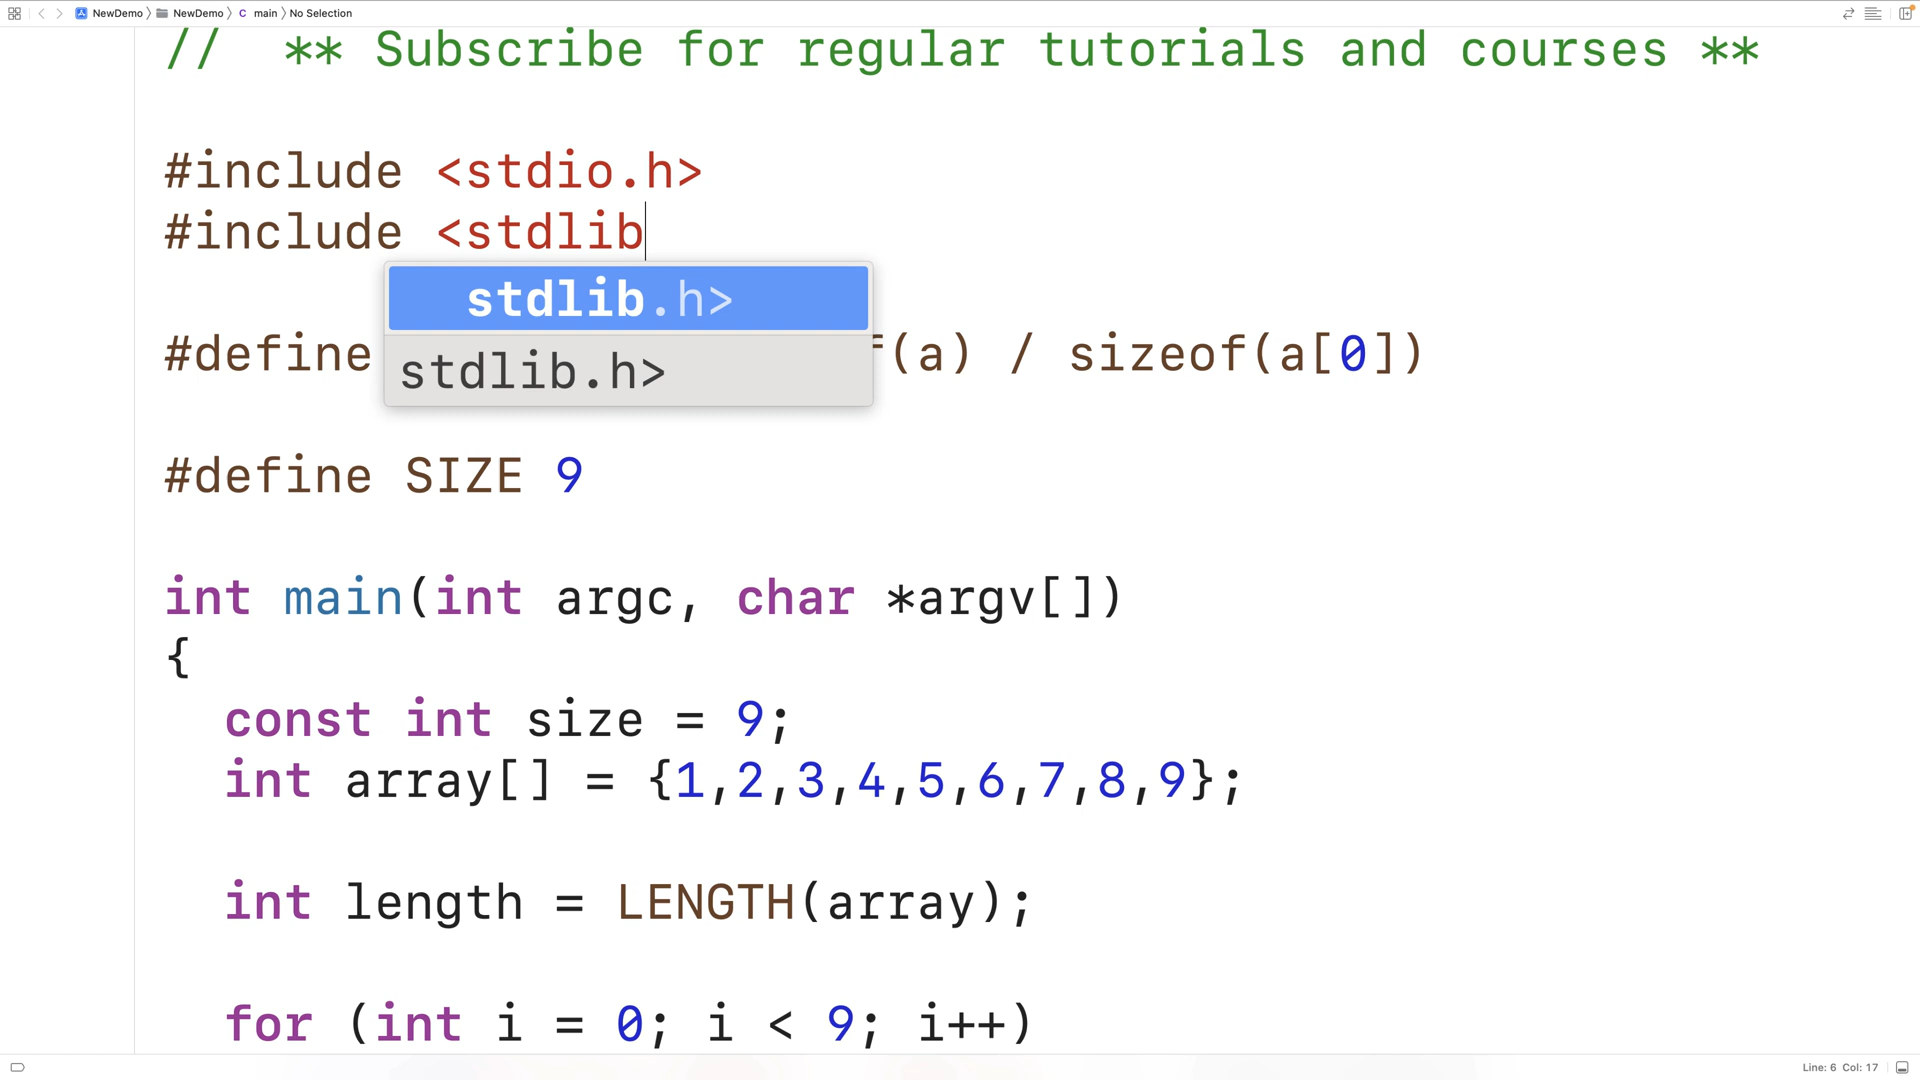 NewDemo 〉 NewDemo 〉 C main 〉 No Selection
//  ** Subscribe for regular tutorials and courses **
#include <stdio.h>
#include <stdlib
stdlib.h>
stdlib.h>
#define f(a) / sizeof(a[0])
#define SIZE 9
int main(int argc, char *argv[])
{
const int size = 9;
int array[] = {1,2,3,4,5,6,7,8,9};
int length = LENGTH(array);
for (int i = 0; i < 9; i++)
Line: 6 Col: 17